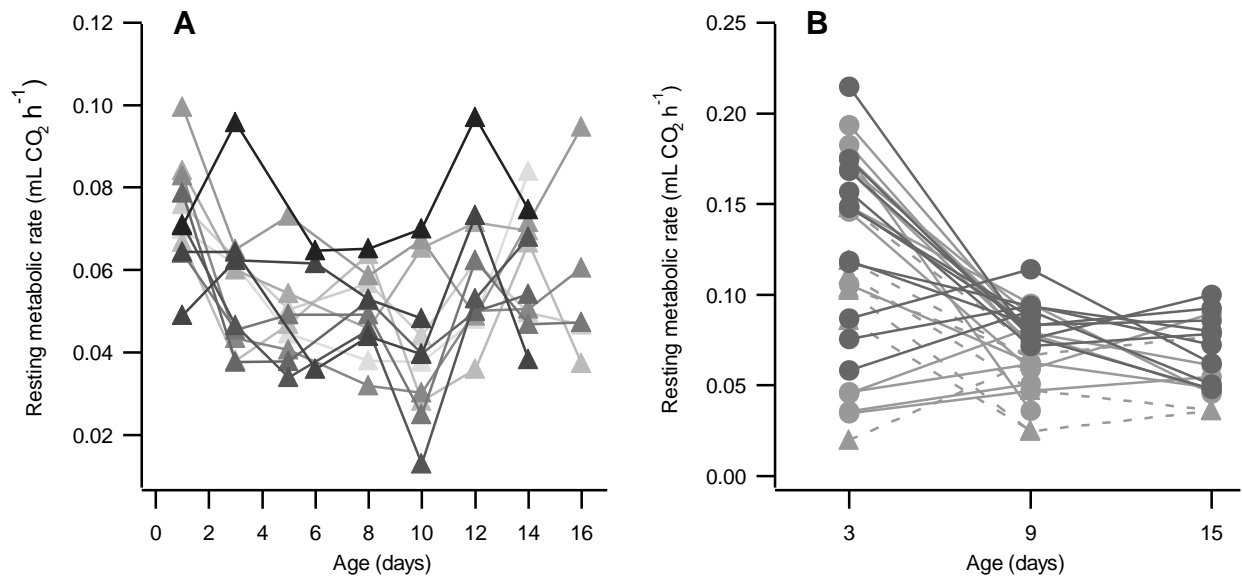 A
Resting metabolic rate (mL CO₂ h⁻¹)
0.12
0.10
0.08
0.06
0.04
0.02
0 2 4 6 8 10 12 14 16
Age (days)
B
Resting metabolic rate (mL CO₂ h⁻¹)
0.25
0.20
0.15
0.10
0.05
0.00
3 9 15
Age (days)